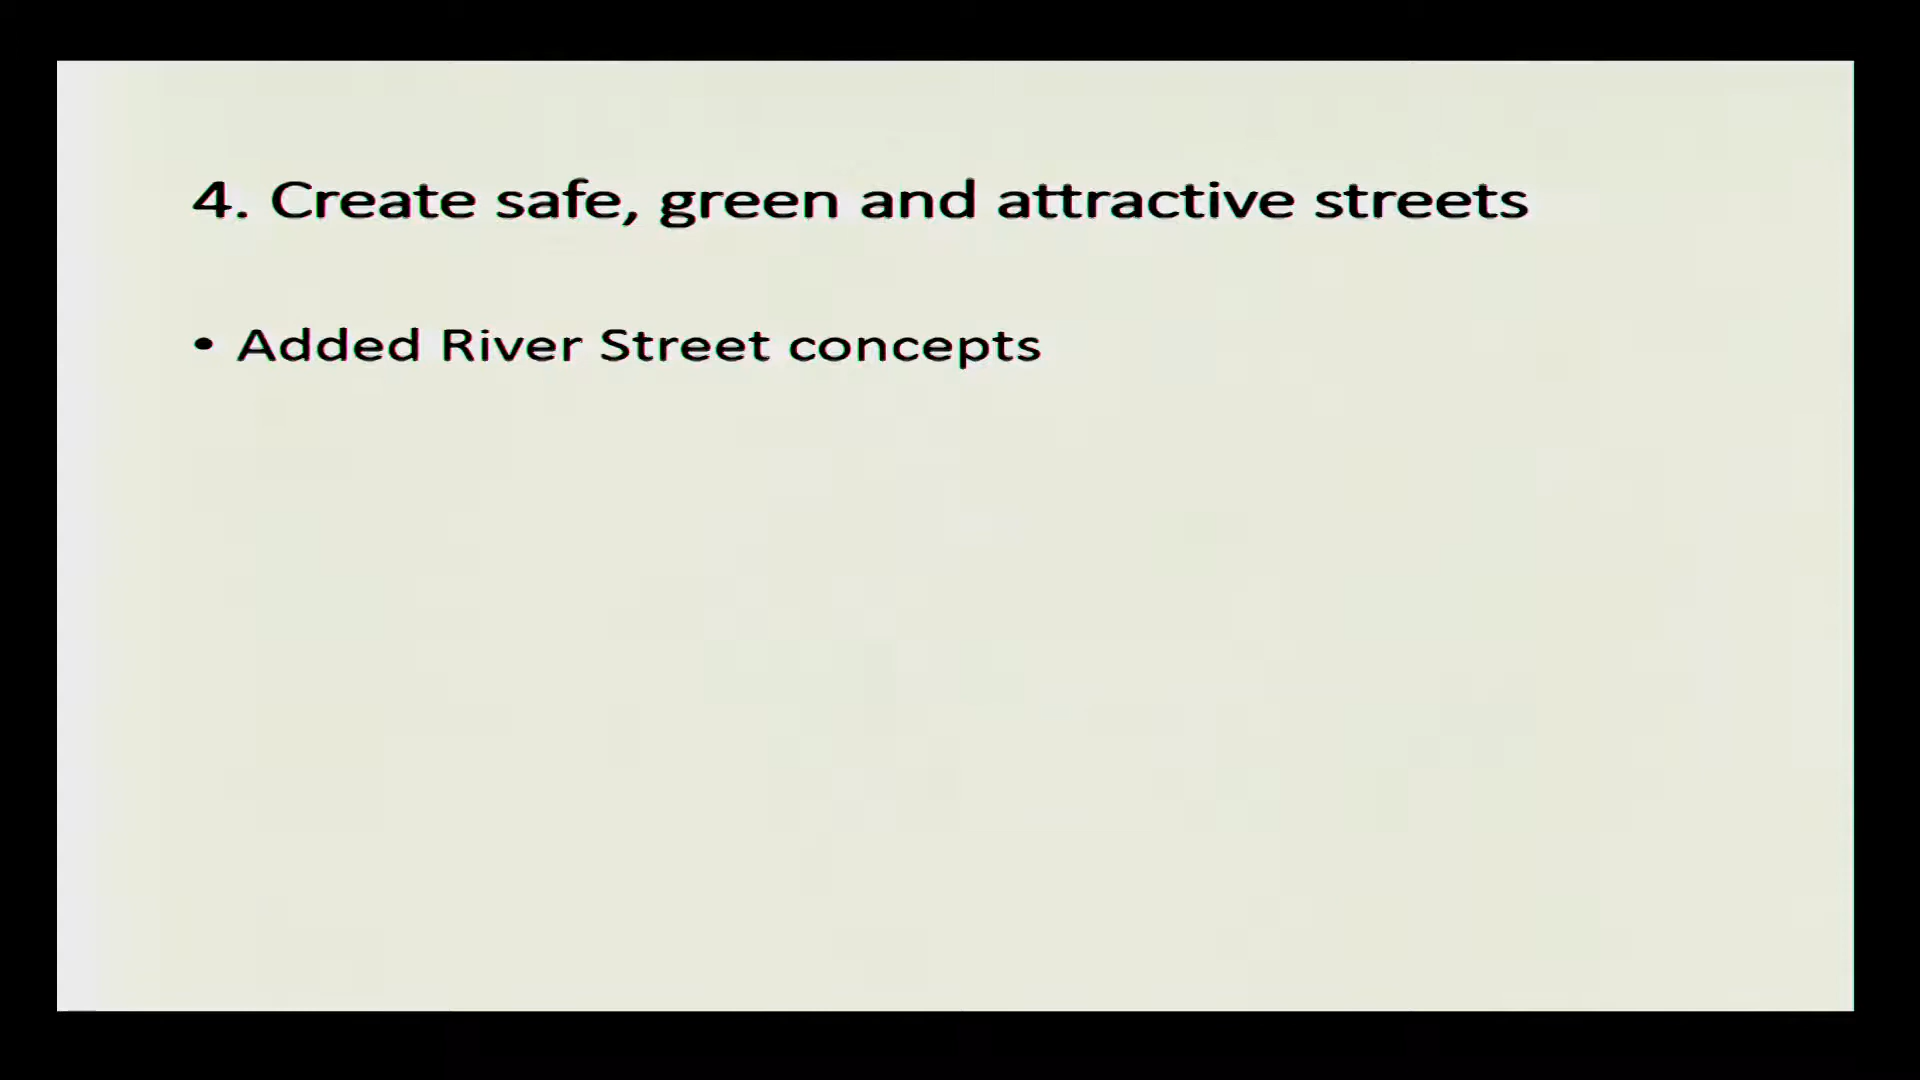 4. Create safe, green and attractive streets
• Added River Street concepts